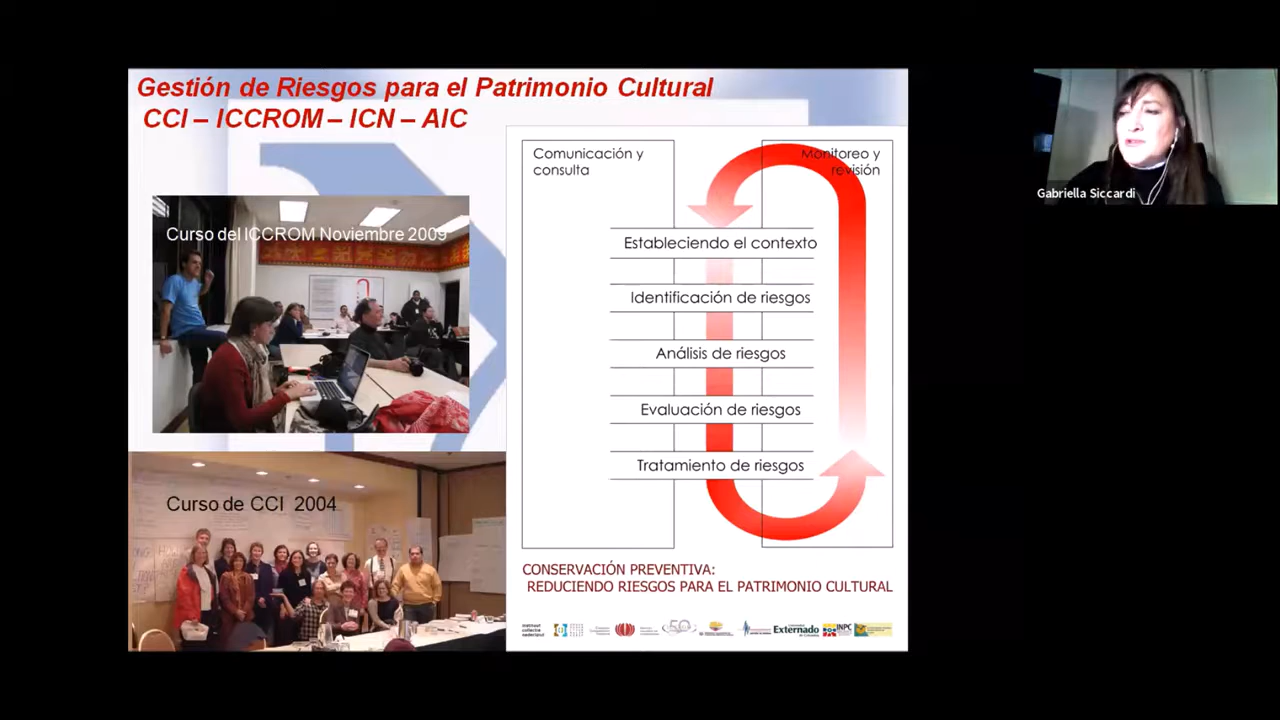 Gestión de Riesgos para el Patrimonio Cultural
CCI – ICCROM – ICN – AIC
Curso del ICCROM Noviembre 2009
Curso de CCI 2004
Comunicación y
consulta
Monitoreo y
revisión
Estableciendo el contexto
Identificación de riesgos
Análisis de riesgos
Evaluación de riesgos
Tratamiento de riesgos
CONSERVACIÓN PREVENTIVA:
REDUCIENDO RIESGOS PARA EL PATRIMONIO CULTURAL
Externado
INPC
Gabriella Siccardi